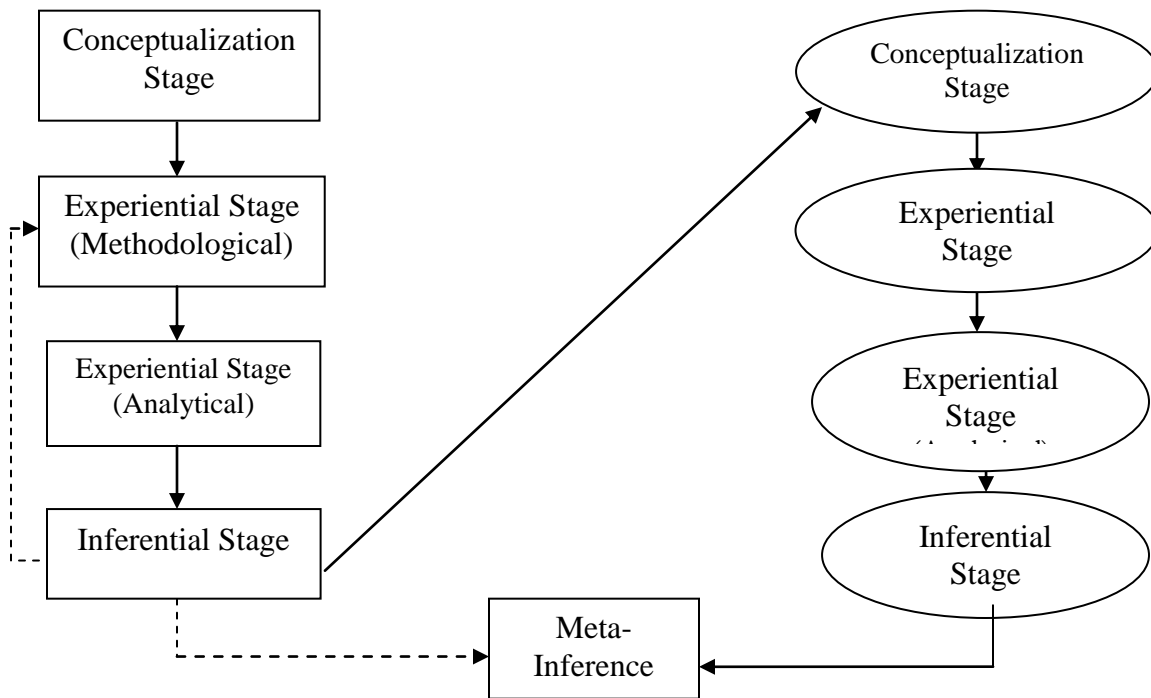 Conceptualization
Stage
Experiential Stage
(Methodological)
Experiential Stage
(Analytical)
Inferential Stage
Conceptualization
Stage
Experiential
Stage
Experiential
Stage
Inferential
Stage
Meta-
Inference